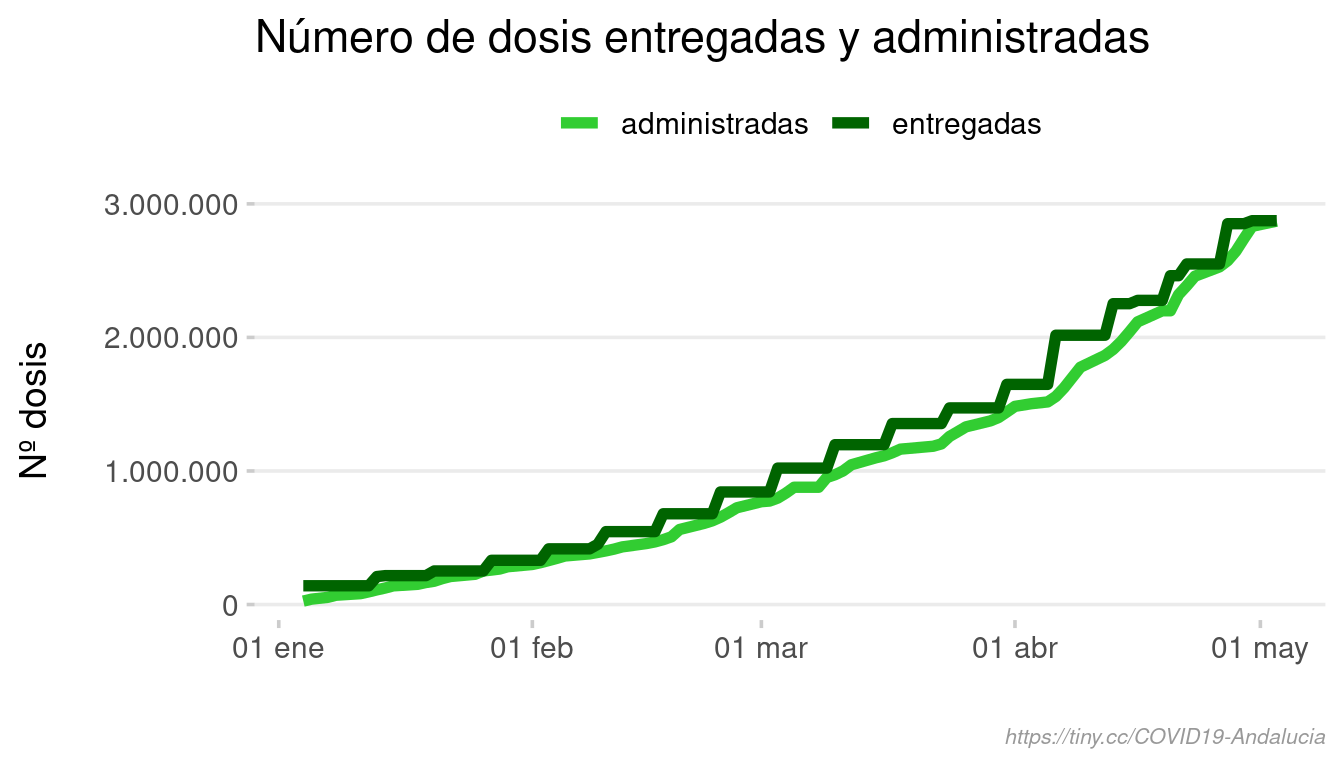 Número de dosis entregadas y administradas
administradas entregadas
3.000.000
2.000.000
1.000.000
0
Nº dosis
01 ene 01 feb 01 mar 01 abr 01 may
https://tiny.cc/COVID19-Andalucia